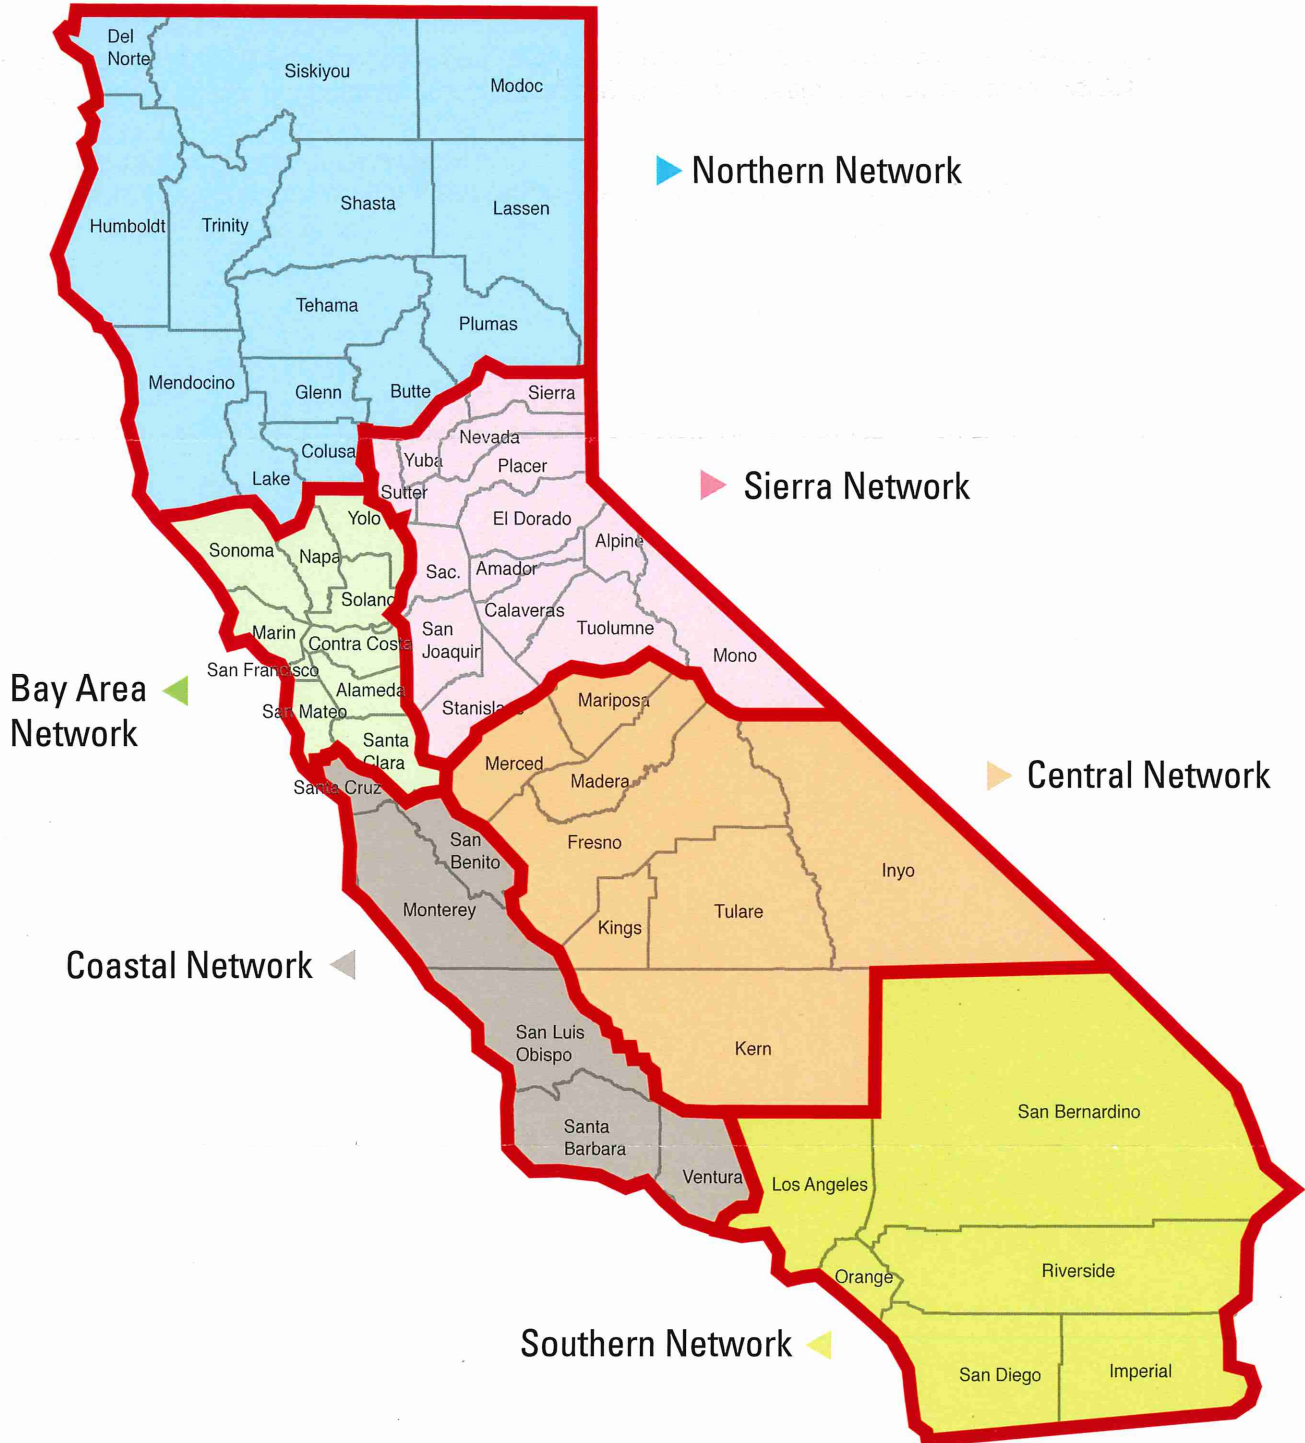 Del
Norte
Siskiyou
Modoc
Northern Network
Shasta
Lassen
Humboldt
Trinity
Tehama
Plumas
Mendocino
Glenn
Butte
Sierra
Nevada
Colusa
Yuba
Placer
Lake
Sutter
Sierra Network
Yolo
El Dorado
Sonoma
Napa
Alpine
Sac.
Amador
Solano
Calaveras
Marin
Contra Costa
San
Joaquin
Tuolumne
Mono
San Francisco
Bay Area
Network
Alameda
Mariposa
San Mateo
Stanislaus
Santa
Clara
Merced
Madera
Central Network
Santa Cruz
San
Benito
Fresno
Inyo
Monterey
Kings
Tulare
Coastal Network
San Luis
Obispo
Kern
San Bernardino
Santa
Barbara
Ventura
Los Angeles
Orange
Riverside
Southern Network
San Diego
Imperial